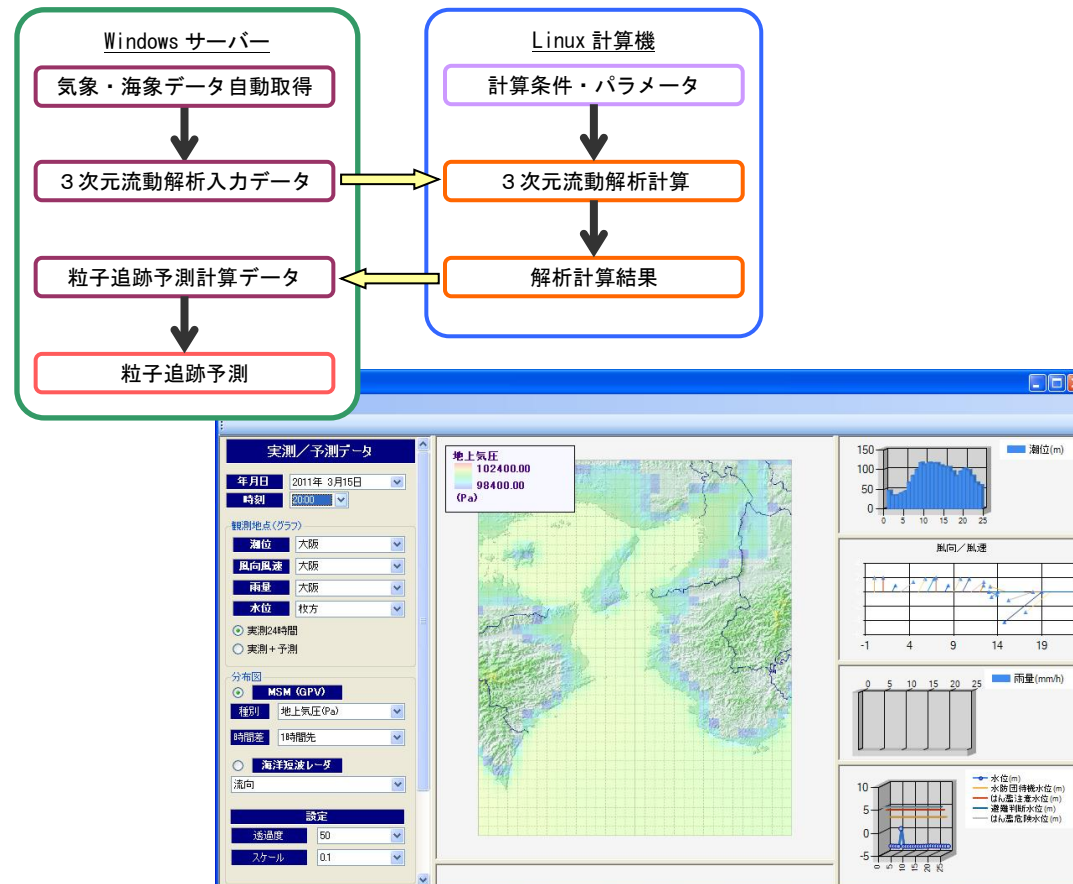 Windows サーバー
気象・海象データ自動取得
３次元流動解析入力データ
粒子追跡予測計算データ
粒子追跡予測
Linux 計算機
計算条件・パラメータ
３次元流動解析計算
解析計算結果
実測／予測データ
年月日 2011年 3月15日
時刻 20:00
観測地点(グラフ)
潮位 大阪
風向風速 大阪
雨量 大阪
水位 枚方
実測24時間
実測＋予測
分布図
MSM (GPV)
種別 地上気圧(Pa)
時間差 1時間先
海洋短波レーダ
流向
設定
透過度 50
スケール 0.1
地上気圧
102400.00
98400.00
(Pa)
潮位(m)
150
100
50
0
0 5 10 15 20 25
風向／風速
-1 4 9 14 19
0 5 10 15 20 25
雨量(mm/h)
水位(m)
水防団待機水位(m)
はん濫注意水位(m)
避難判断水位(m)
はん濫危険水位(m)
10
5
0
-5
0 5 10 15 20 25